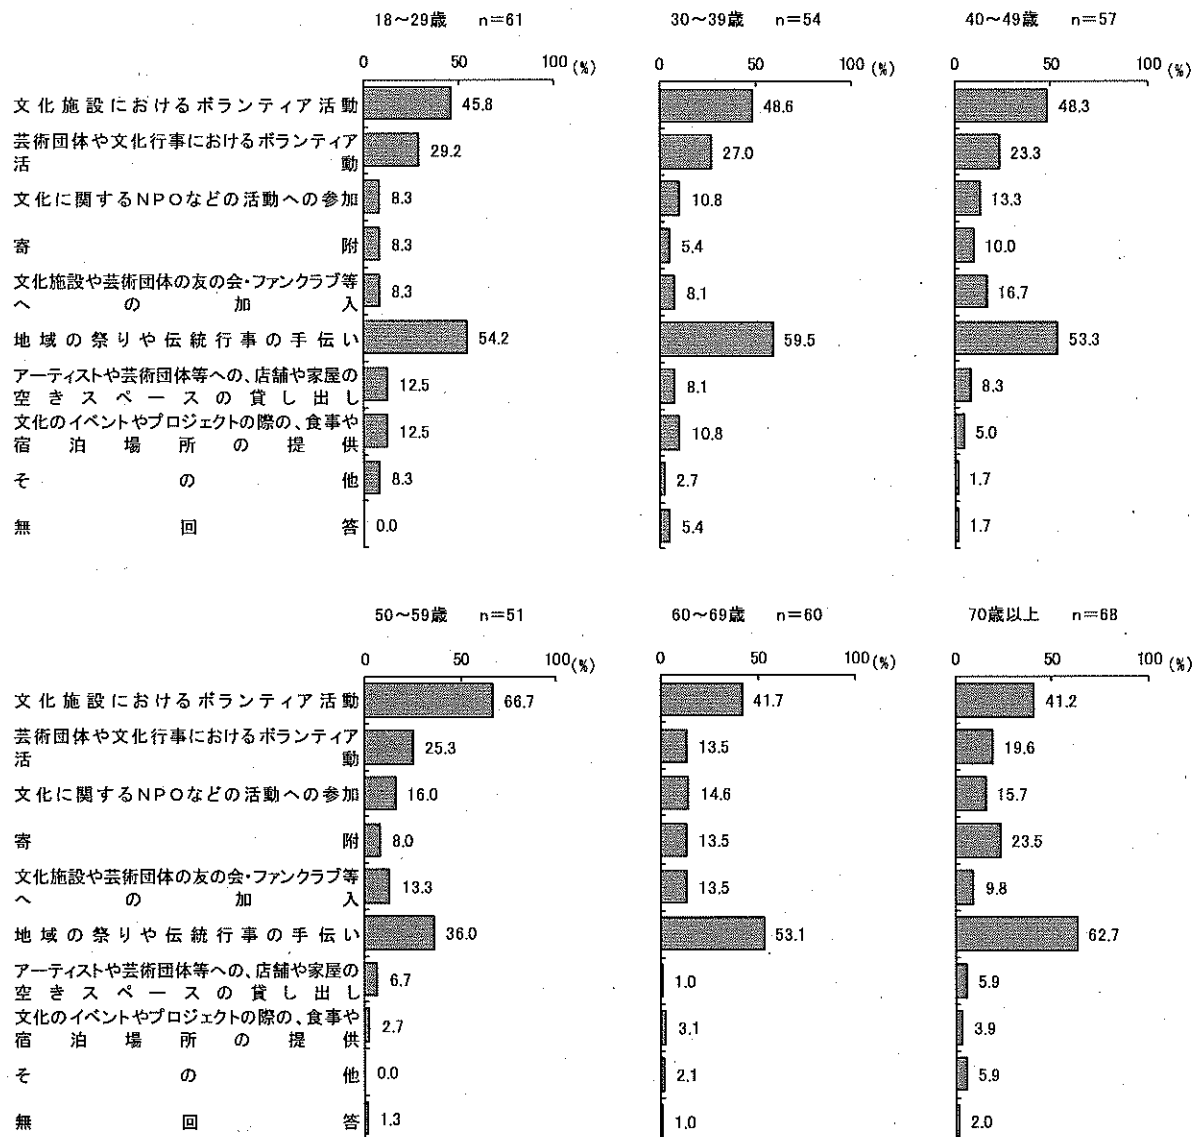 18～29歳 n=61 30～39歳 n=54 40～49歳 n=57
0 50 100 (%) 0 50 100 (%) 0 50 100 (%)
文化施設におけるボランティア活動 45.8 48.6 48.3
芸術団体や文化行事におけるボランティア
活動 29.2 27.0 23.3
文化に関するNPOなどの活動への参加 8.3 10.8 13.3
寄附 8.3 5.4 10.0
文化施設や芸術団体の友の会・ファンクラブ等
への加入 8.3 8.1 16.7
地域の祭りや伝統行事の手伝い 54.2 59.5 53.3
アーティストや芸術団体等への、店舗や家屋の
空きスペースの貸し出し 12.5 8.1 8.3
文化のイベントやプロジェクトの際の、食事や
宿泊場所の提供 12.5 10.8 5.0
その他 8.3 2.7 1.7
無回答 0.0 5.4 1.7
50～59歳 n=51 60～69歳 n=60 70歳以上 n=68
0 50 100 (%) 0 50 100 (%) 0 50 100 (%)
文化施設におけるボランティア活動 66.7 41.7 41.2
芸術団体や文化行事におけるボランティア
活動 25.3 13.5 19.6
文化に関するNPOなどの活動への参加 16.0 14.6 15.7
寄附 8.0 13.5 23.5
文化施設や芸術団体の友の会・ファンクラブ等
への加入 13.3 13.5 9.8
地域の祭りや伝統行事の手伝い 36.0 53.1 62.7
アーティストや芸術団体等への、店舗や家屋の
空きスペースの貸し出し 6.7 1.0 5.9
文化のイベントやプロジェクトの際の、食事や
宿泊場所の提供 2.7 3.1 3.9
その他 0.0 2.1 5.9
無回答 1.3 1.0 2.0